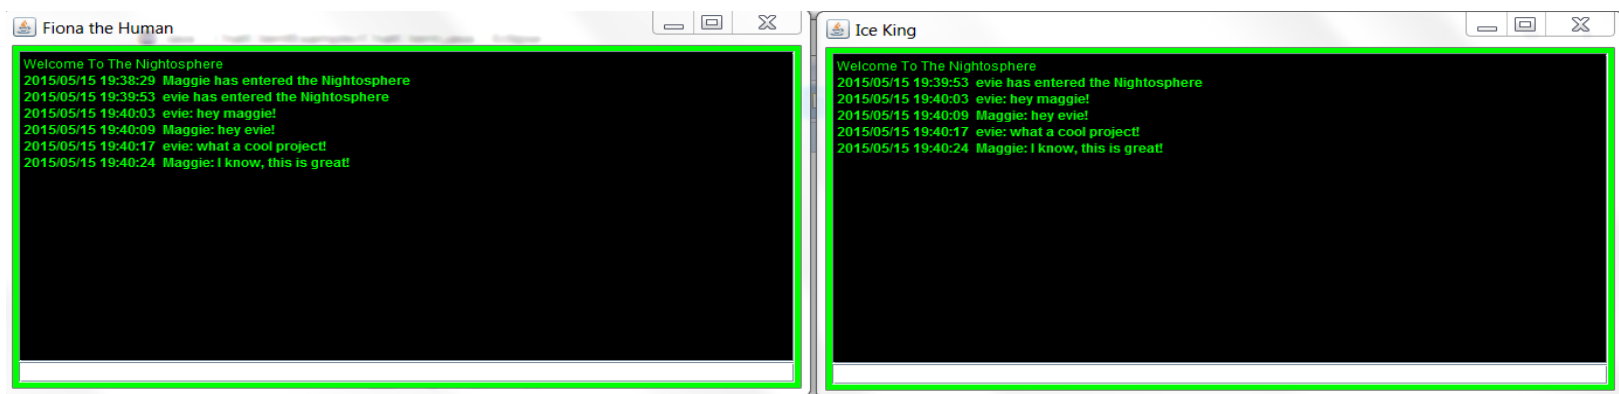 Fiona the Human
Welcome To The Nightosphere
2015/05/15 19:38:29 Maggie has entered the Nightosphere
2015/05/15 19:39:53 evie has entered the Nightosphere
2015/05/15 19:40:03 evie: hey maggie!
2015/05/15 19:40:09 Maggie: hey evie!
2015/05/15 19:40:17 evie: what a cool project!
2015/05/15 19:40:24 Maggie: I know, this is great!
Ice King
Welcome To The Nightosphere
2015/05/15 19:39:53 evie has entered the Nightosphere
2015/05/15 19:40:03 evie: hey maggie!
2015/05/15 19:40:09 Maggie: hey evie!
2015/05/15 19:40:17 evie: what a cool project!
2015/05/15 19:40:24 Maggie: I know, this is great!